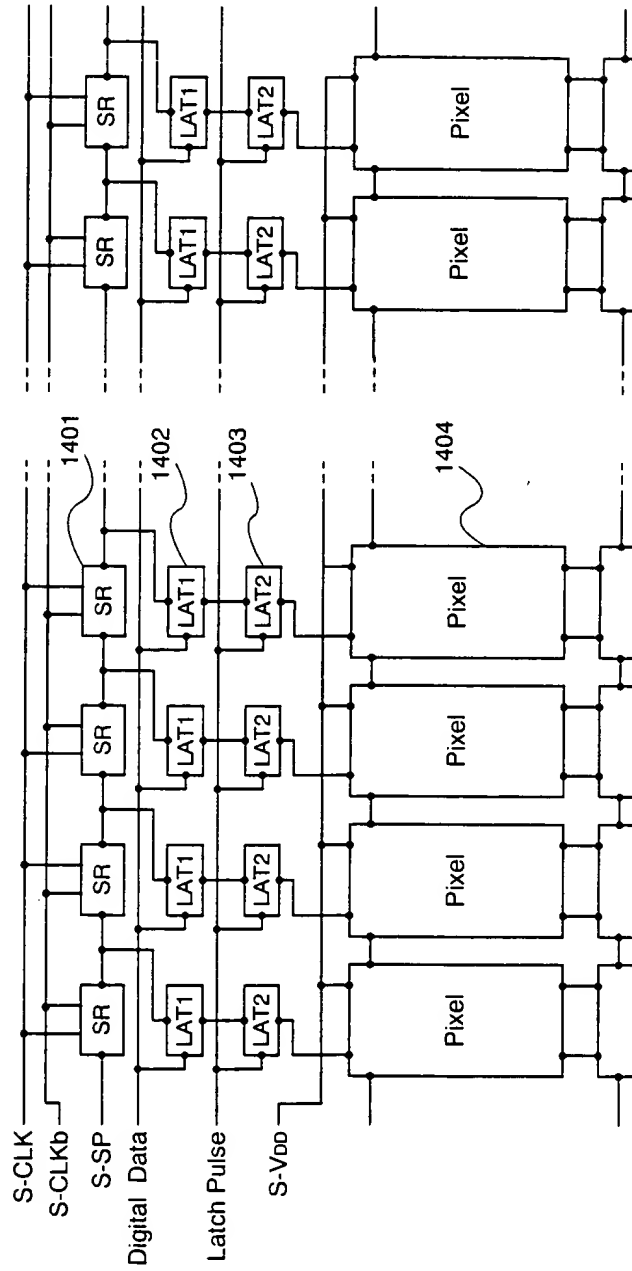 S-CLK
S-CLKb
S-SP
Digital Data
Latch Pulse
S-VDD
SR
SR
SR
SR
SR
SR
1401
LAT1
LAT1
LAT1
LAT1
LAT1
LAT1
1402
LAT2
LAT2
LAT2
LAT2
LAT2
LAT2
1403
Pixel
Pixel
Pixel
Pixel
Pixel
Pixel
1404